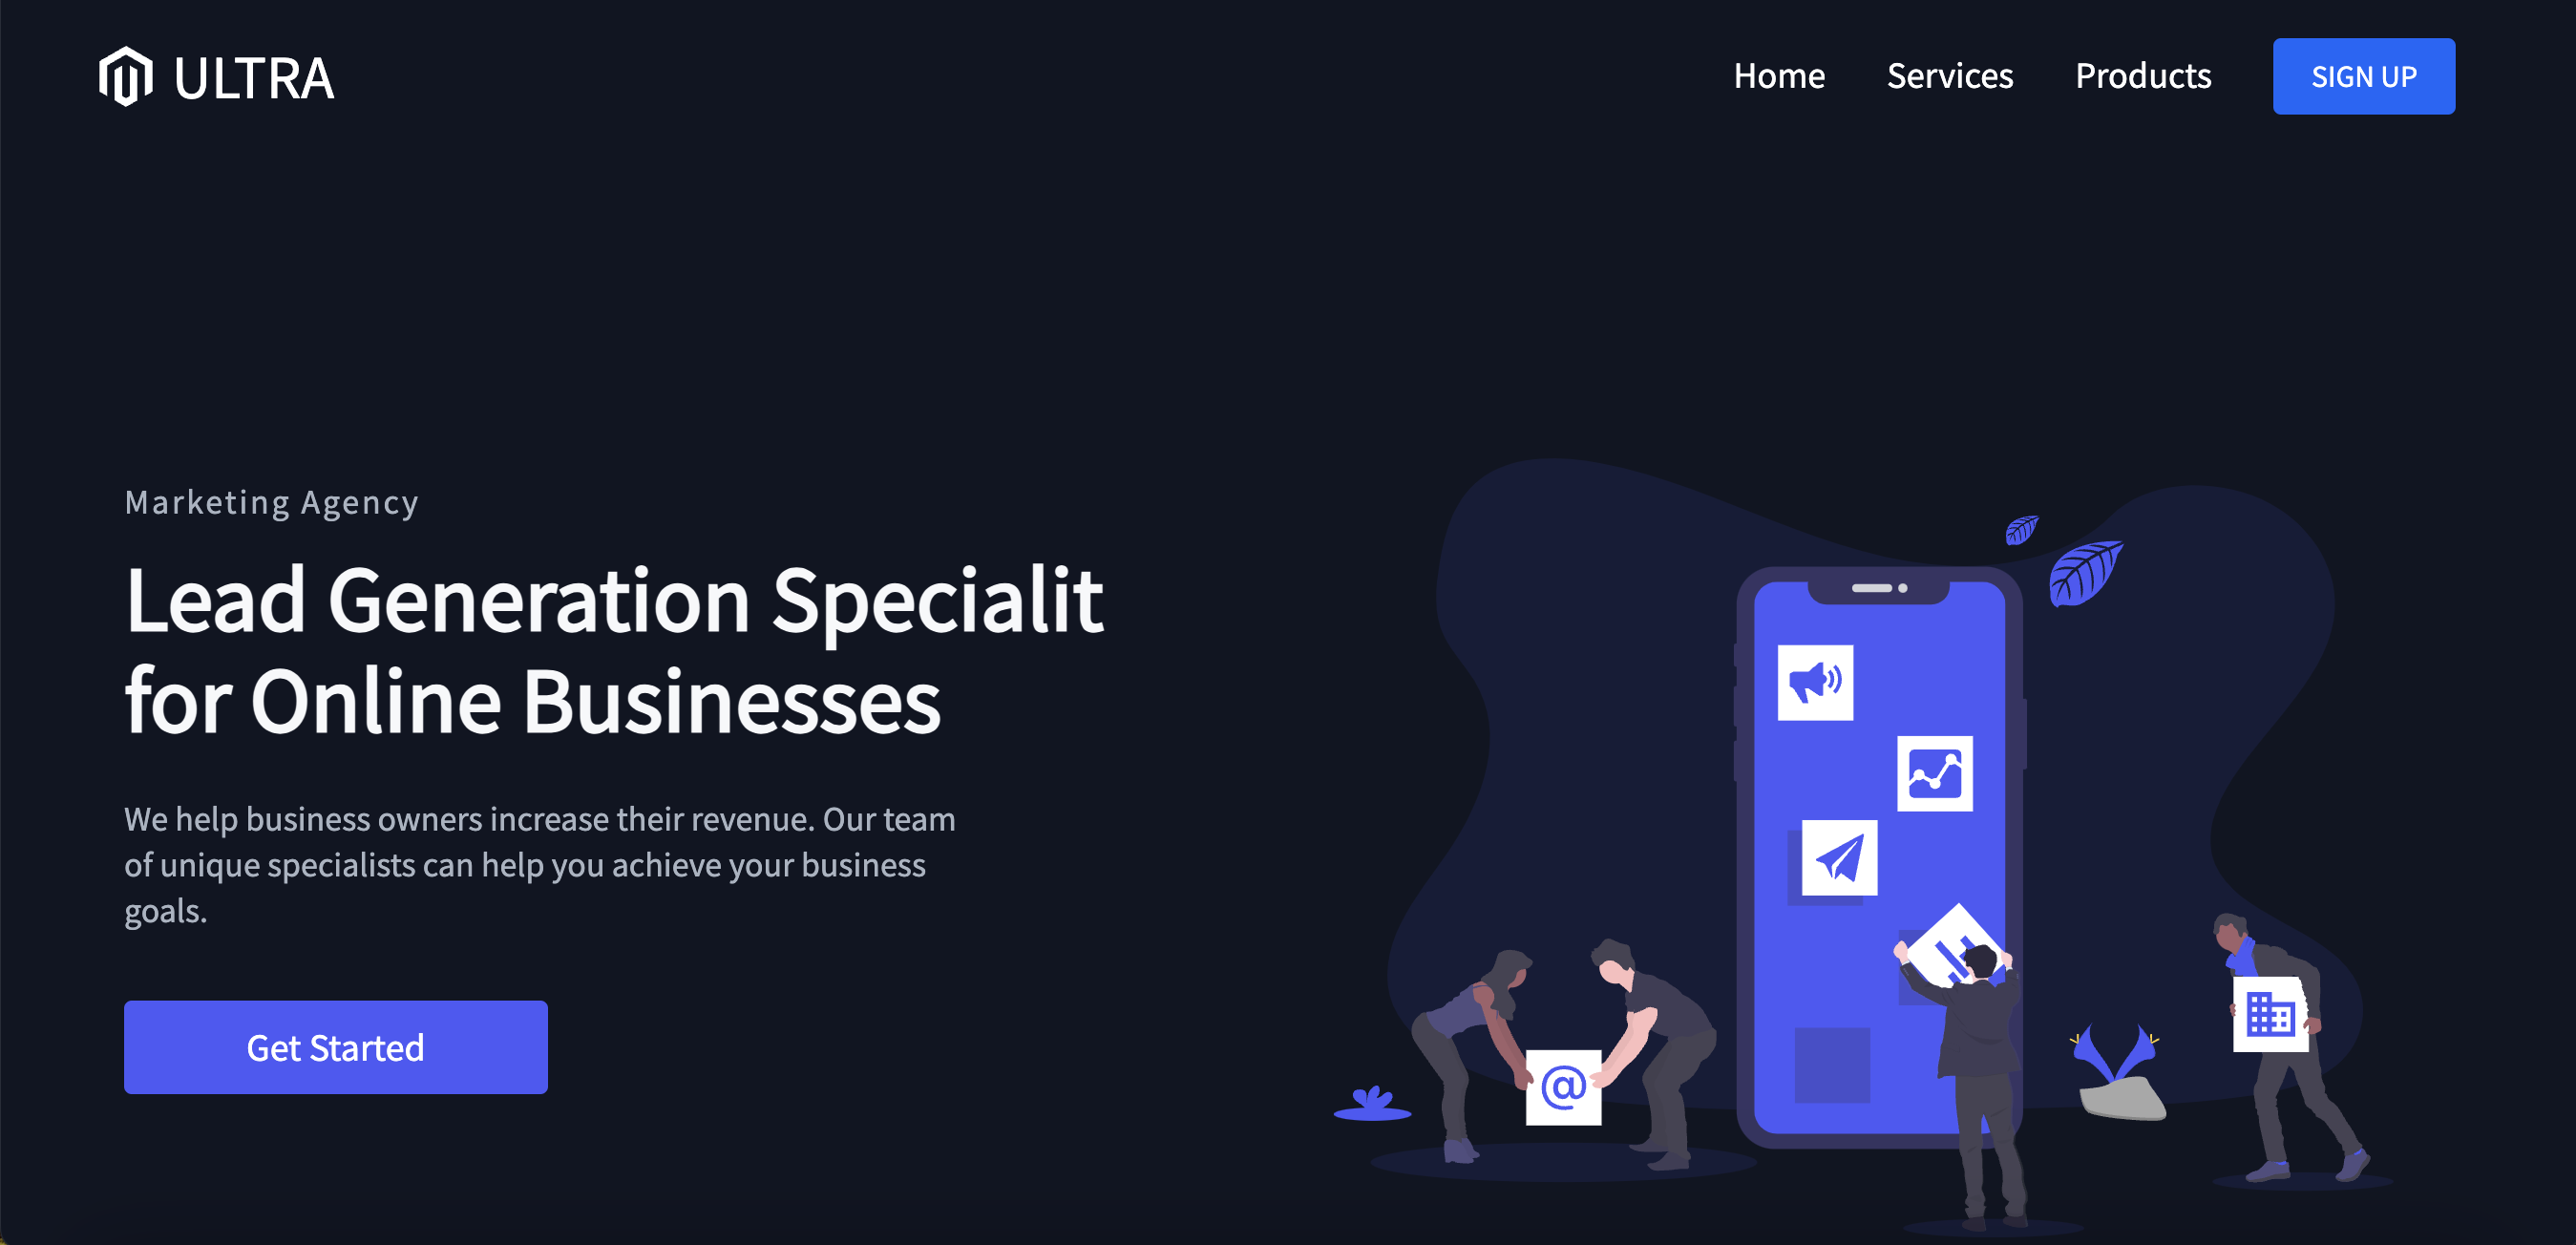 ULTRA
Home Services Products SIGN UP
Marketing Agency
Lead Generation Specialit
for Online Businesses
We help business owners increase their revenue. Our team
of unique specialists can help you achieve your business
goals.
Get Started
@